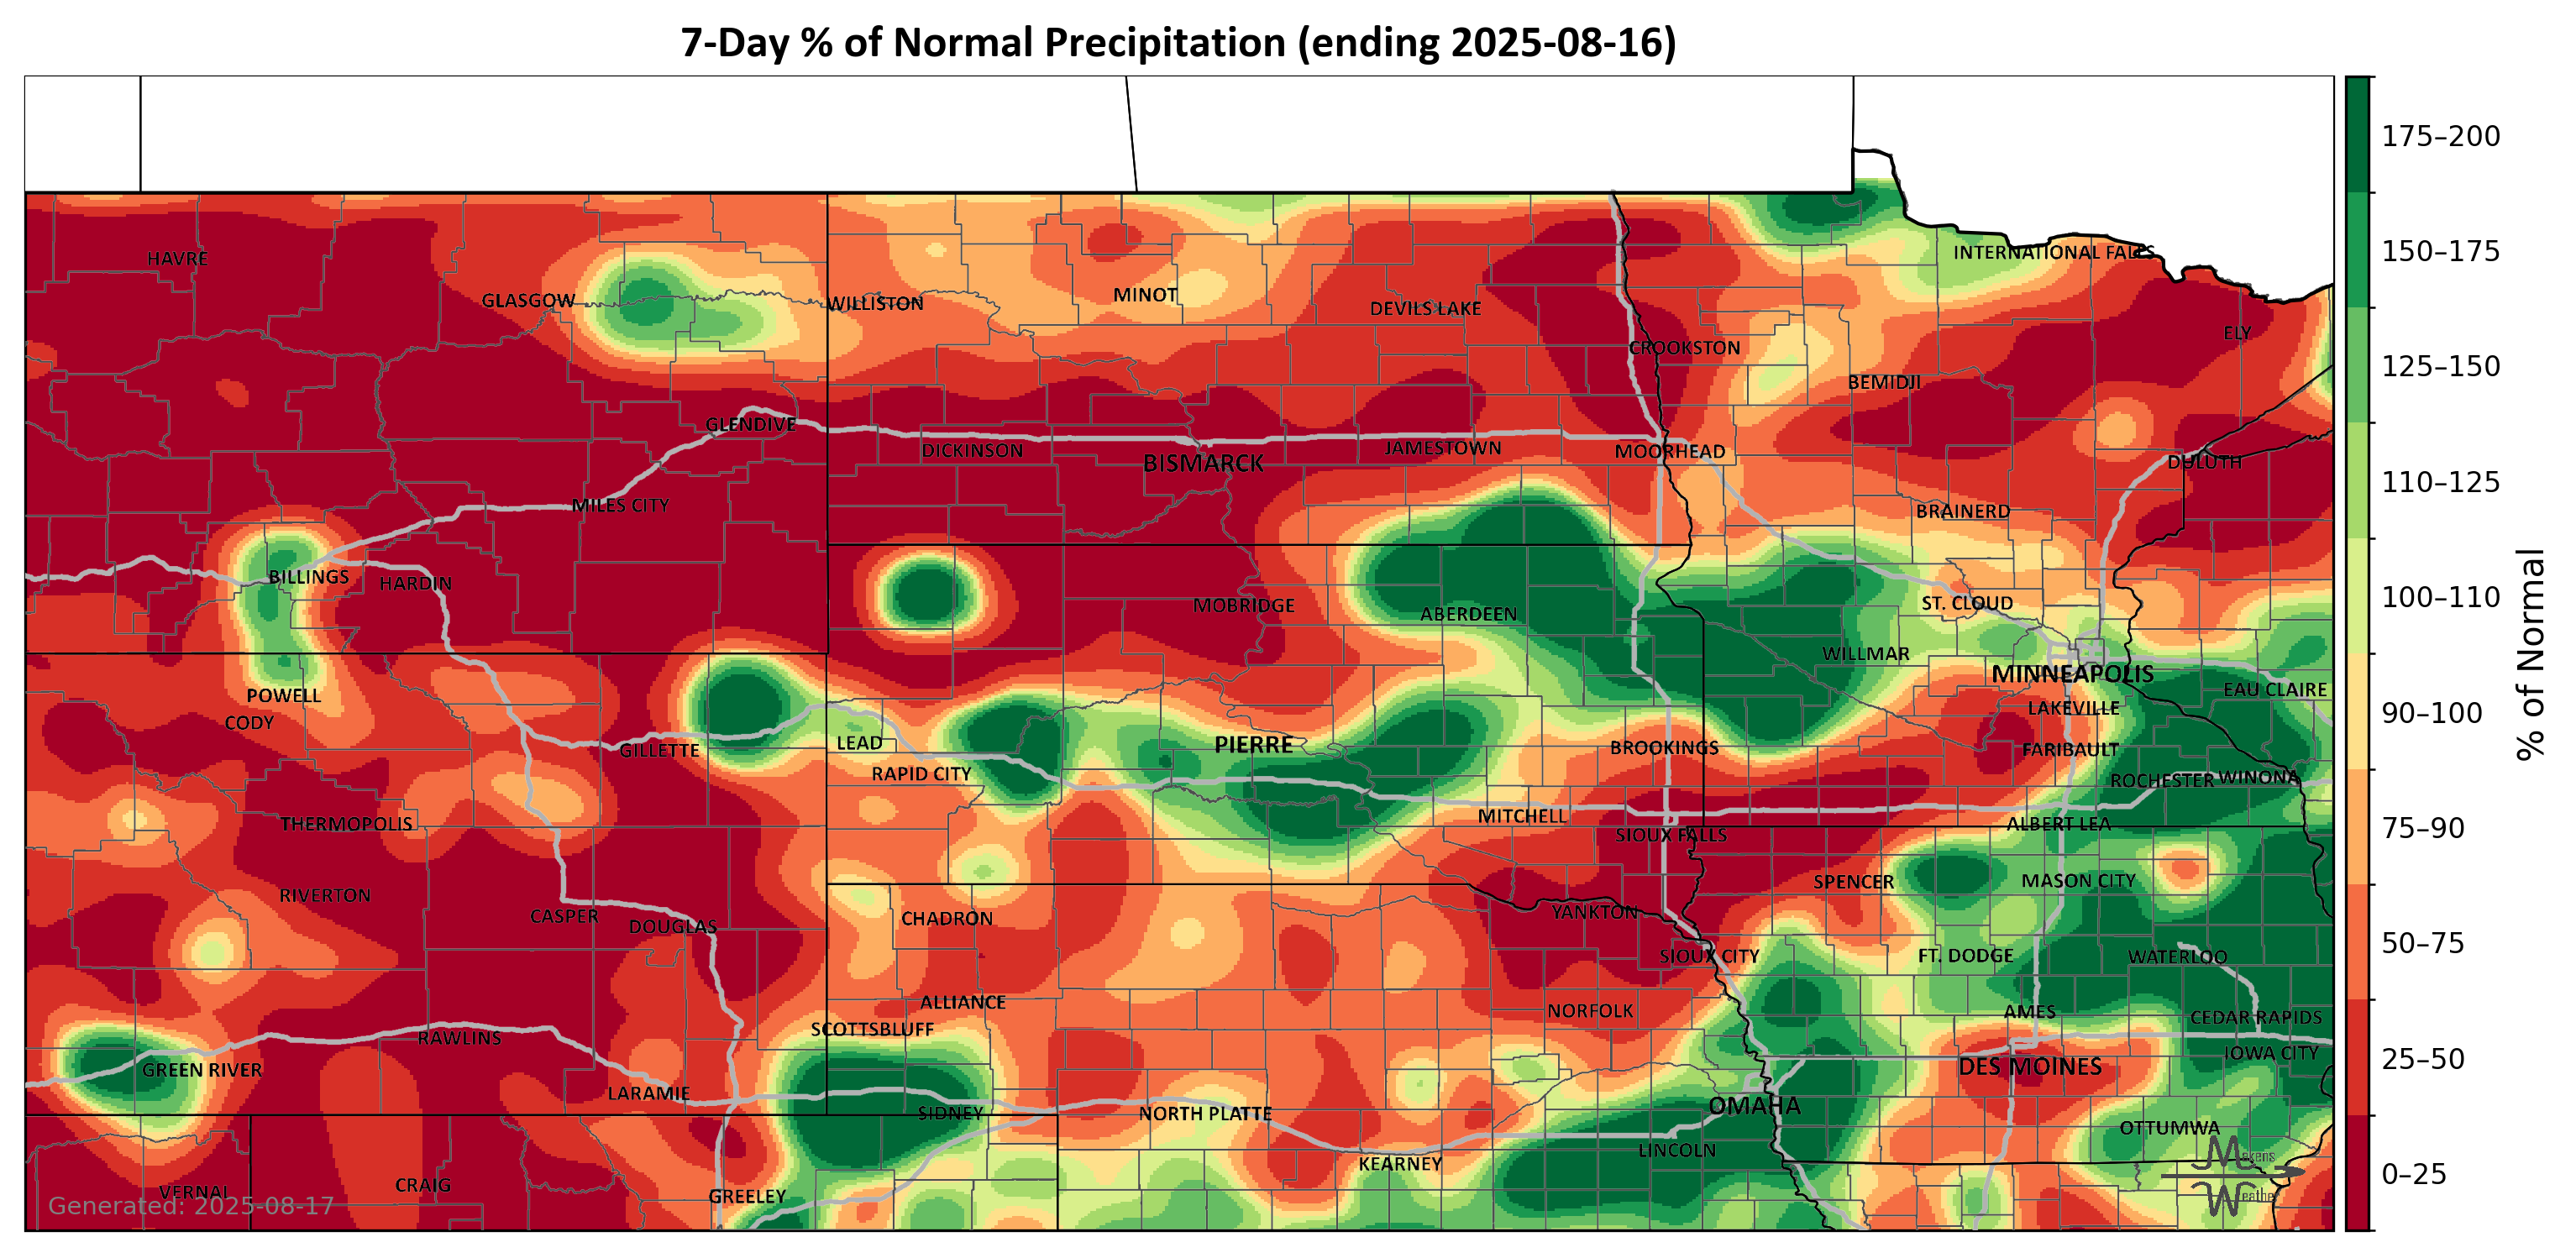 7-Day % of Normal Precipitation (ending 2025-08-16)
175–200
150–175
125–150
110–125
100–110
90–100
75–90
50–75
25–50
0–25
% of Normal
HAVRE
INTERNATIONAL FALLS
GLASGOW
WILLISTON
MINOT
DEVILS LAKE
ELY
CROOKSTON
BEMIDJI
GLENDIVE
DICKINSON
BISMARCK
JAMESTOWN
MOORHEAD
DULUTH
MILES CITY
BRAINERD
BILLINGS
HARDIN
MOBRIDGE
ABERDEEN
ST. CLOUD
WILLMAR
MINNEAPOLIS
POWELL
EAU CLAIRE
CODY
LAKEVILLE
GILLETTE
LEAD
PIERRE
BROOKINGS
FARIBAULT
RAPID CITY
ROCHESTER
WINONA
THERMOPOLIS
MITCHELL
SIOUX FALLS
ALBERT LEA
RIVERTON
SPENCER
MASON CITY
CASPER
DOUGLAS
CHADRON
YANKTON
SIOUX CITY
FT. DODGE
WATERLOO
ALLIANCE
NORFOLK
AMES
CEDAR RAPIDS
SCOTTSBLUFF
RAWLINS
IOWA CITY
GREEN RIVER
LARAMIE
DES MOINES
SIDNEY
NORTH PLATTE
OMAHA
OTTUMWA
LINCOLN
KEARNEY
VERNAL
CRAIG
GREELEY
Generated: 2025-08-17
Makens
Weather